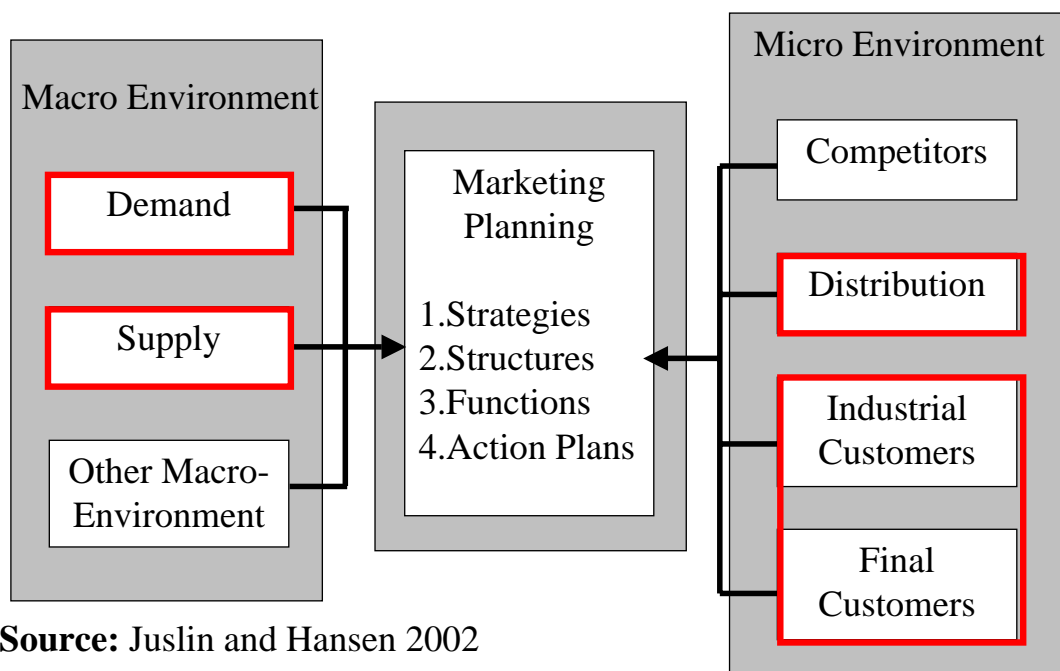 Macro Environment
Demand
Supply
Other Macro-
Environment
Marketing
Planning
1.Strategies
2.Structures
3.Functions
4.Action Plans
Micro Environment
Competitors
Distribution
Industrial
Customers
Final
Customers
Source: Juslin and Hansen 2002